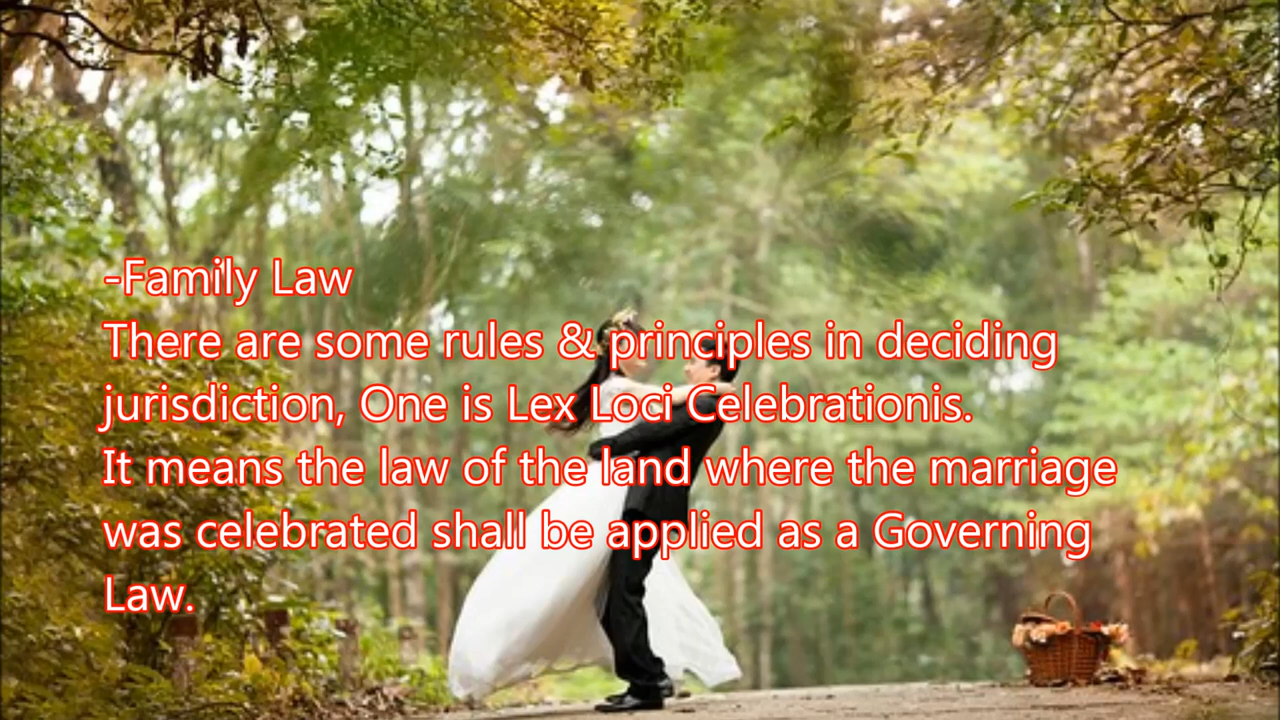 -Family Law
There are some rules & principles in deciding
jurisdiction, One is Lex Loci Celebrationis.
It means the law of the land where the marriage
was celebrated shall be applied as a Governing
Law.